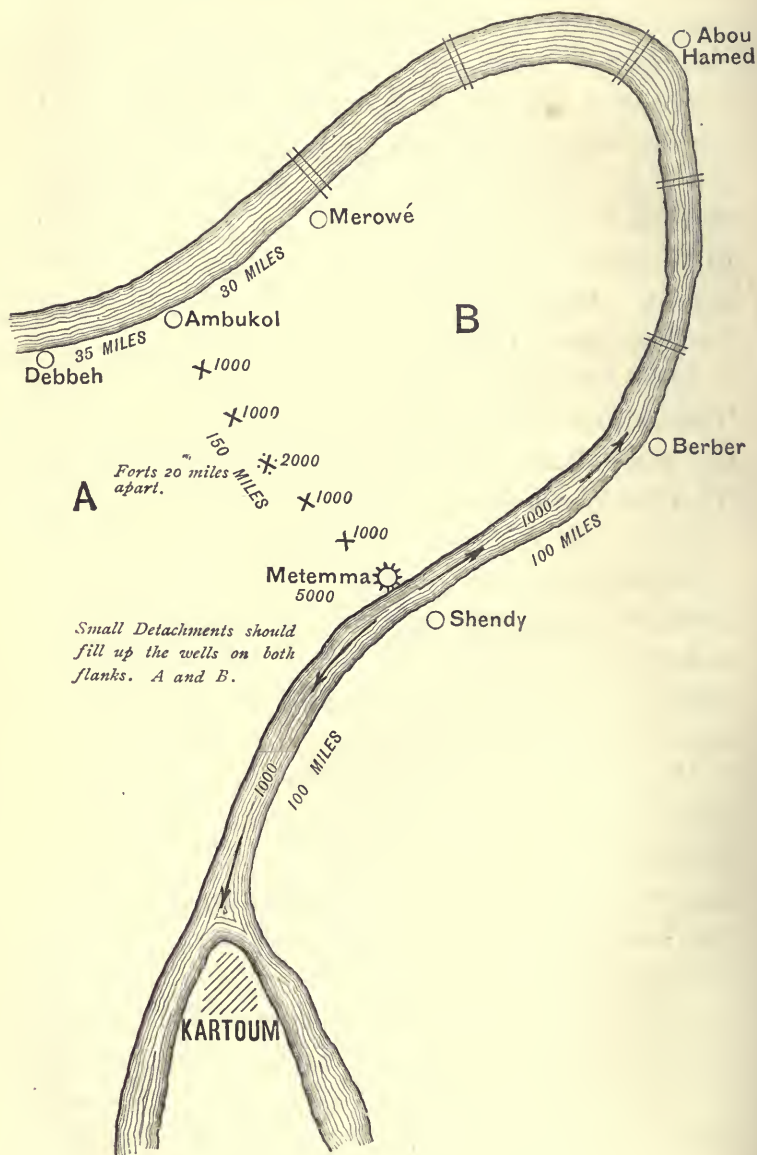 Abou
Hamed
Merowé
30 MILES
Ambukol
35 MILES
Debbeh
B
1000
1000
150 MILES
2000
Forts 20 miles
apart.
A
1000
1000
Berber
1000
100 MILES
Metemma
5000
Shendy
Small Detachments should
fill up the wells on both
flanks. A and B.
1000
100 MILES
KARTOUM